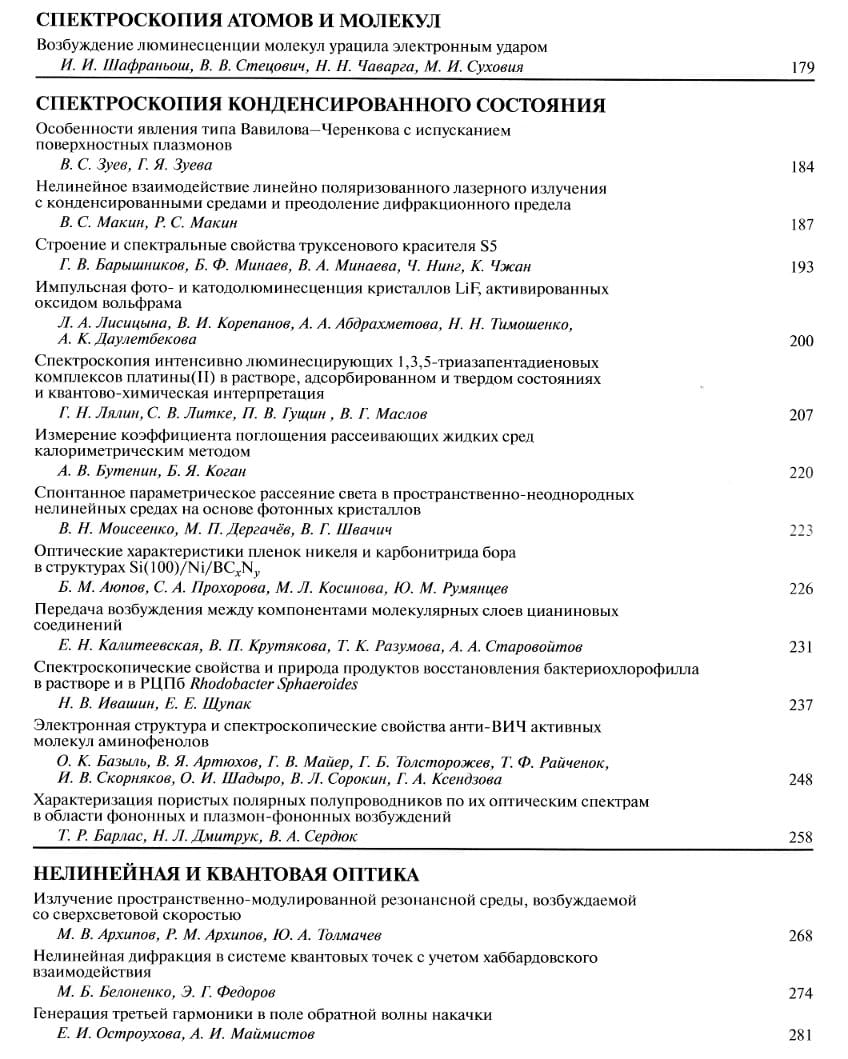 СПЕКТРОСКОПИЯ АТОМОВ И МОЛЕКУЛ
Возбуждение люминесценции молекул урацила электронным ударом
И. И. Шафраньош, В. В. Стецович, Н. Н. Чаварга, М. И. Суховия 179
СПЕКТРОСКОПИЯ КОНДЕНСИРОВАННОГО СОСТОЯНИЯ
Особенности явления типа Вавилова–Черенкова с испусканием
поверхностных плазмонов
В. С. Зуев, Г. Я. Зуева 184
Нелинейное взаимодействие линейно поляризованного лазерного излучения
с конденсированными средами и преодоление дифракционного предела
В. С. Макин, Р. С. Макин 187
Строение и спектральные свойства труксенового красителя S5
Г. В. Барышников, Б. Ф. Минаев, В. А. Минаева, Ч. Нинг, К. Чжан 193
Импульсная фото- и катодолюминесценция кристаллов LiF, активированных
оксидом вольфрама
Л. А. Лисицына, В. И. Корепанов, А. А. Абдрахметова, Н. Н. Тимошенко,
А. К. Даулетбекова 200
Спектроскопия интенсивно люминесцирующих 1,3,5-триазапентадиеновых
комплексов платины(II) в растворе, адсорбированном и твердом состояниях
и квантово-химическая интерпретация
Г. Н. Лялин, С. В. Литке, П. В. Гущин , В. Г. Маслов 207
Измерение коэффициента поглощения рассеивающих жидких сред
калориметрическим методом
А. В. Бутенин, Б. Я. Коган 220
Спонтанное параметрическое рассеяние света в пространственно-неоднородных
нелинейных средах на основе фотонных кристаллов
В. Н. Моисеенко, М. П. Дергачёв, В. Г. Швачич 223
Оптические характеристики пленок никеля и карбонитрида бора
в структурах Si(100)/Ni/BCxNy
Б. М. Аюпов, С. А. Прохорова, М. Л. Косинова, Ю. М. Румянцев 226
Передача возбуждения между компонентами молекулярных слоев цианиновых
соединений
Е. Н. Калитеевская, В. П. Крутякова, Т. К. Разумова, А. А. Старовойтов 231
Спектроскопические свойства и природа продуктов восстановления бактериохлорофилла
в растворе и в РЦПб Rhodobacter Sphaeroides
Н. В. Ивашин, Е. Е. Щупак 237
Электронная структура и спектроскопические свойства анти-ВИЧ активных
молекул аминофенолов
О. К. Базыль, В. Я. Артюхов, Г. В. Майер, Г. Б. Толсторожев, Т. Ф. Райченок,
И. В. Скорняков, О. И. Шадыро, В. Л. Сорокин, Г. А. Ксендзова 248
Характеризация пористых полярных полупроводников по их оптическим спектрам
в области фононных и плазмон-фононных возбуждений
Т. Р. Барлас, Н. Л. Дмитрук, В. А. Сердюк 258
НЕЛИНЕЙНАЯ И КВАНТОВАЯ ОПТИКА
Излучение пространственно-модулированной резонансной среды, возбуждаемой
со сверхсветовой скоростью
М. В. Архипов, Р. М. Архипов, Ю. А. Толмачев 268
Нелинейная дифракция в системе квантовых точек с учетом хаббардовского
взаимодействия
М. Б. Белоненко, Э. Г. Федоров 274
Генерация третьей гармоники в поле обратной волны накачки
Е. И. Остроухова, А. И. Маймистов 281